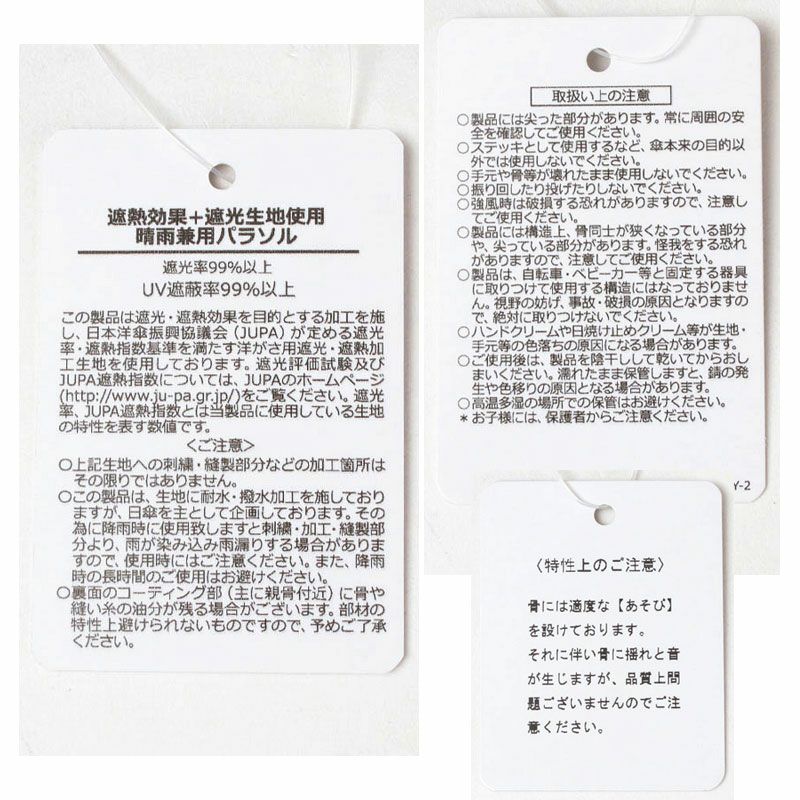 遮熱効果+遮光生地使用
晴雨兼用パラソル
遮光率99%以上
UV遮蔽率99%以上
この製品は遮光・遮熱効果を目的とする加工を施
し、日本洋傘振興協議会(JUPA)が定める遮光
率・遮熱指数基準を満たす洋がさ用遮光・遮熱加
工生地を使用しております。遮光評価試験及び
JUPA遮熱指数については、JUPAのホームページ
(http://www.ju-pa.gr.jp/)をご覧ください。遮光
率、JUPA遮熱指数とは当製品に使用している生地
の特性を表す数値です。
<ご注意>
○上記生地への刺繍・縫製部分などの加工箇所は
その限りではありません。
○この製品は、生地に耐水・撥水加工を施しており
ますが、日傘を主として企画しております。その
為に降雨時に使用致しますと刺繍・加工・縫製部
分より、雨が染み込み雨漏りする場合がありま
すので、使用時にはご注意ください。また、降雨
時の長時間のご使用はお避けください。
○裏面のコーティング部(主に親骨付近)に骨や
縫い糸の油分が残る場合がございます。部材の
特性上避けられないものですので、予めご了承
ください。
取扱い上の注意
○製品には尖った部分があります。常に周囲の安
全を確認してご使用ください。
○ステッキとして使用するなど、傘本来の目的以
外では使用しないでください。
○手元や骨等が壊れたまま使用しないでください。
○振り回したり投げたりしないでください。
○強風時は破損する恐れがありますので、注意し
てご使用ください。
○製品には構造上、骨同士が狭くなっている部分
や、尖っている部分があります。怪我をする恐れ
がありますので、注意してご使用ください。
○製品は、自転車・ベビーカー等と固定する器具
に取りつけて使用する構造にはなっておりませ
ん。視野の妨げ、事故・破損の原因となりますの
で、絶対に取りつけないでください。
○ハンドクリームや日焼け止めクリーム等が生地・
手元等の色落ちの原因になる場合があります。
○ご使用後は、製品を陰干しして乾いてからおし
まいください。濡れたまま保管しますと、錆の発
生や色移りの原因となる場合があります。
○高温多湿の場所での保管はお避けください。
*お子様には、保護者からご注意ください。
Y-2
〈特性上のご注意〉
骨には適度な【あそび】
を設けております。
それに伴い骨に揺れと音
が生じますが、品質上問
題ございませんのでご注
意ください。